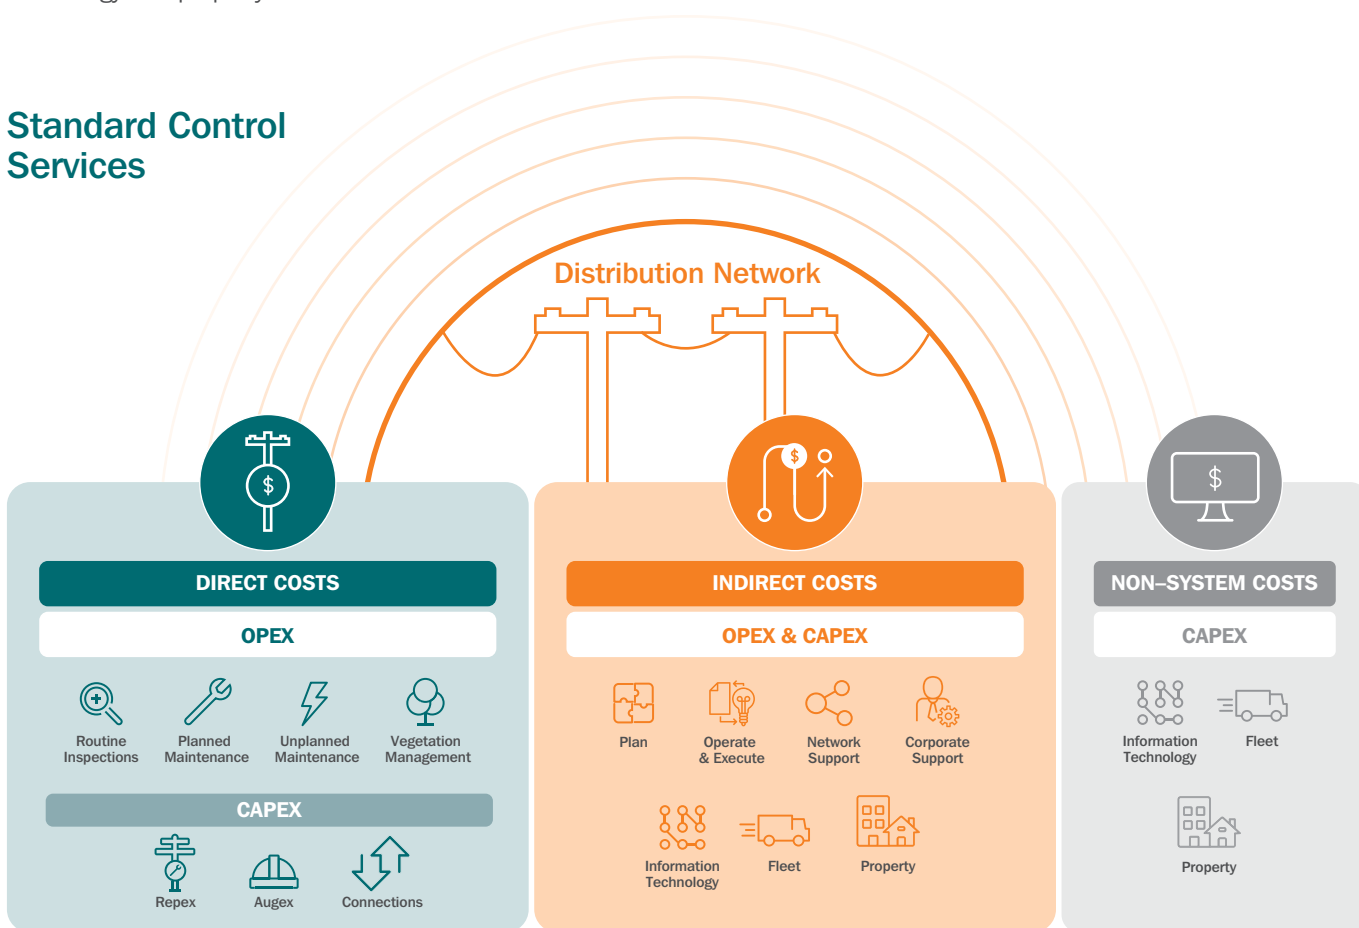 Standard Control
Services
Distribution Network
$
$
$
DIRECT COSTS
OPEX
Routine
Inspections
Planned
Maintenance
Unplanned
Maintenance
Vegetation
Management
CAPEX
Repex
Augex
Connections
INDIRECT COSTS
OPEX & CAPEX
Plan
Operate
& Execute
Network
Support
Corporate
Support
Information
Technology
Fleet
Property
NON–SYSTEM COSTS
CAPEX
Information
Technology
Fleet
Property